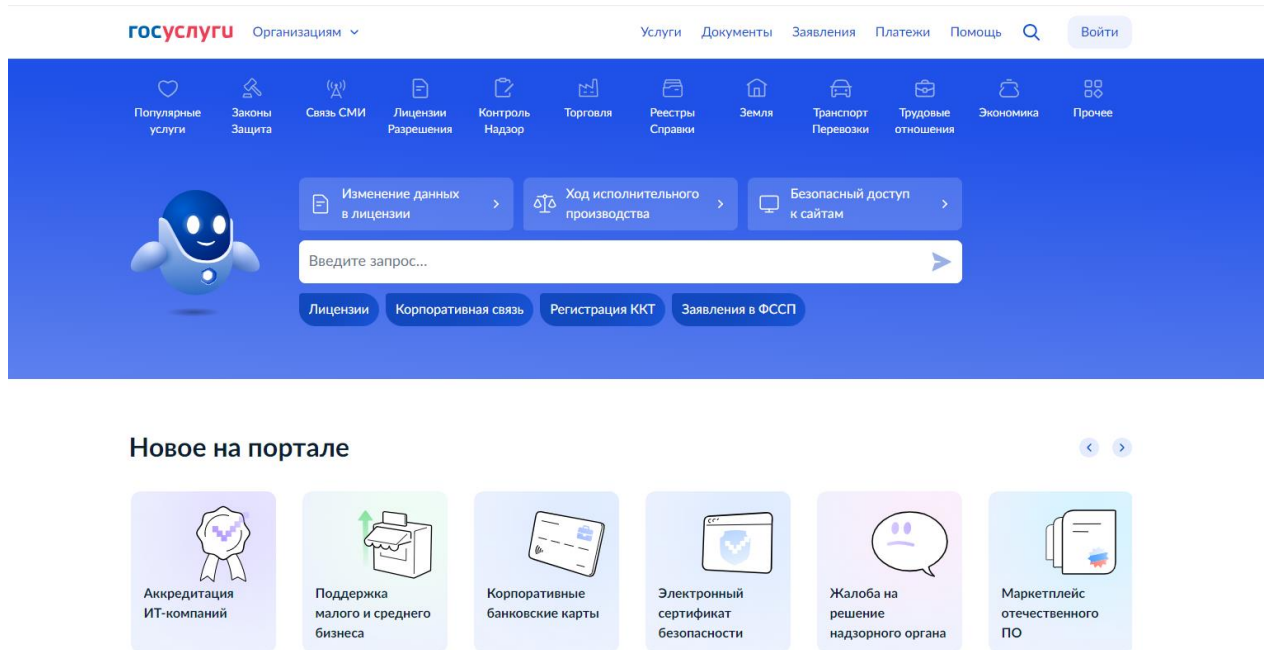 госуслуги Организациям Услуги Документы Заявления Платежи Помощь Войти
Популярные
услуги
Законы
Защита
Связь СМИ
Лицензии
Разрешения
Контроль
Надзор
Торговля
Реестры
Справки
Земля
Транспорт
Перевозки
Трудовые
отношения
Экономика
Прочее
Изменение данных
в лицензии
Ход исполнительного
производства
Безопасный доступ
к сайтам
Введите запрос...
Лицензии Корпоративная связь Регистрация ККТ Заявления в ФССП
Новое на портале
Аккредитация
ИТ-компаний
Поддержка
малого и среднего
бизнеса
Корпоративные
банковские карты
Электронный
сертификат
безопасности
Жалоба на
решение
надзорного органа
Маркетплейс
отечественного
ПО